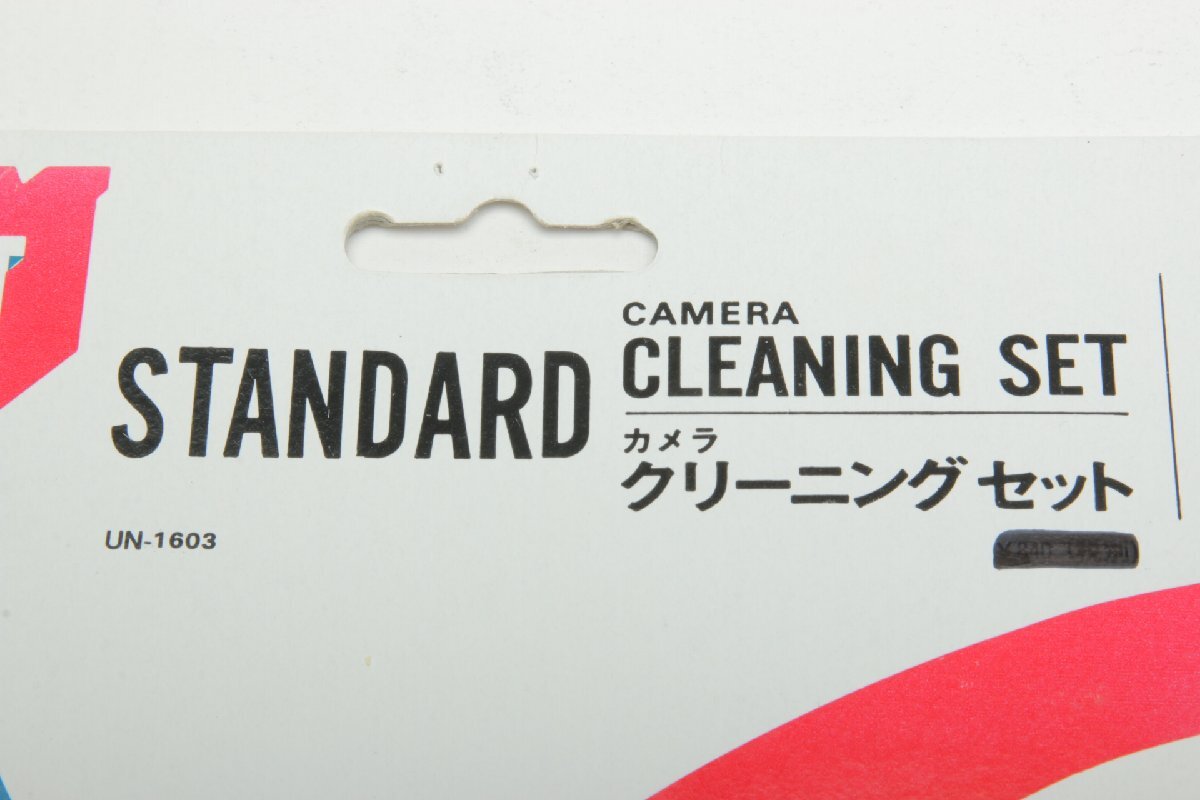 STANDARD
CAMERA
CLEANING SET
カメラ
クリーニング セット
UN-1603